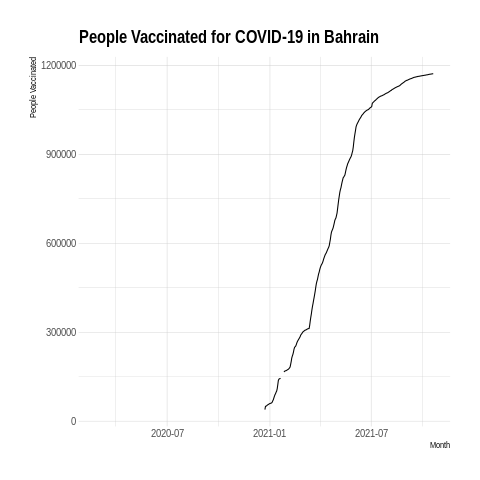 People Vaccinated for COVID-19 in Bahrain
People Vaccinated
1200000
900000
600000
300000
0
2020-07 2021-01 2021-07
Month